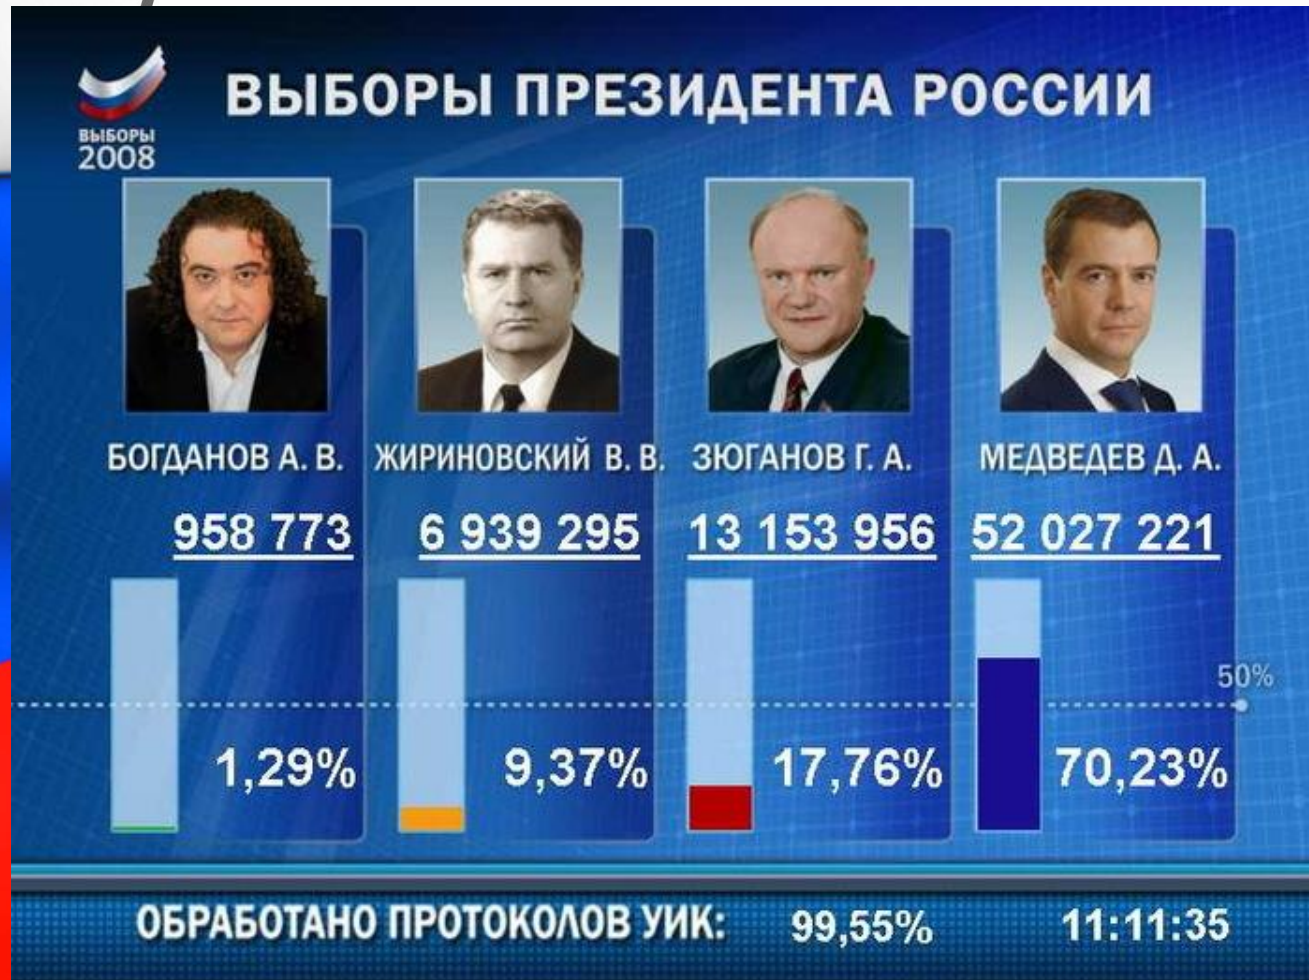 ВЫБОРЫ ПРЕЗИДЕНТА РОССИИ
ВЫБОРЫ
2008
БОГДАНОВ А. В. ЖИРИНОВСКИЙ В. В. ЗЮГАНОВ Г. А. МЕДВЕДЕВ Д. А.
958 773 6 939 295 13 153 956 52 027 221
50%
1,29% 9,37% 17,76% 70,23%
ОБРАБОТАНО ПРОТОКОЛОВ УИК: 99,55% 11:11:35